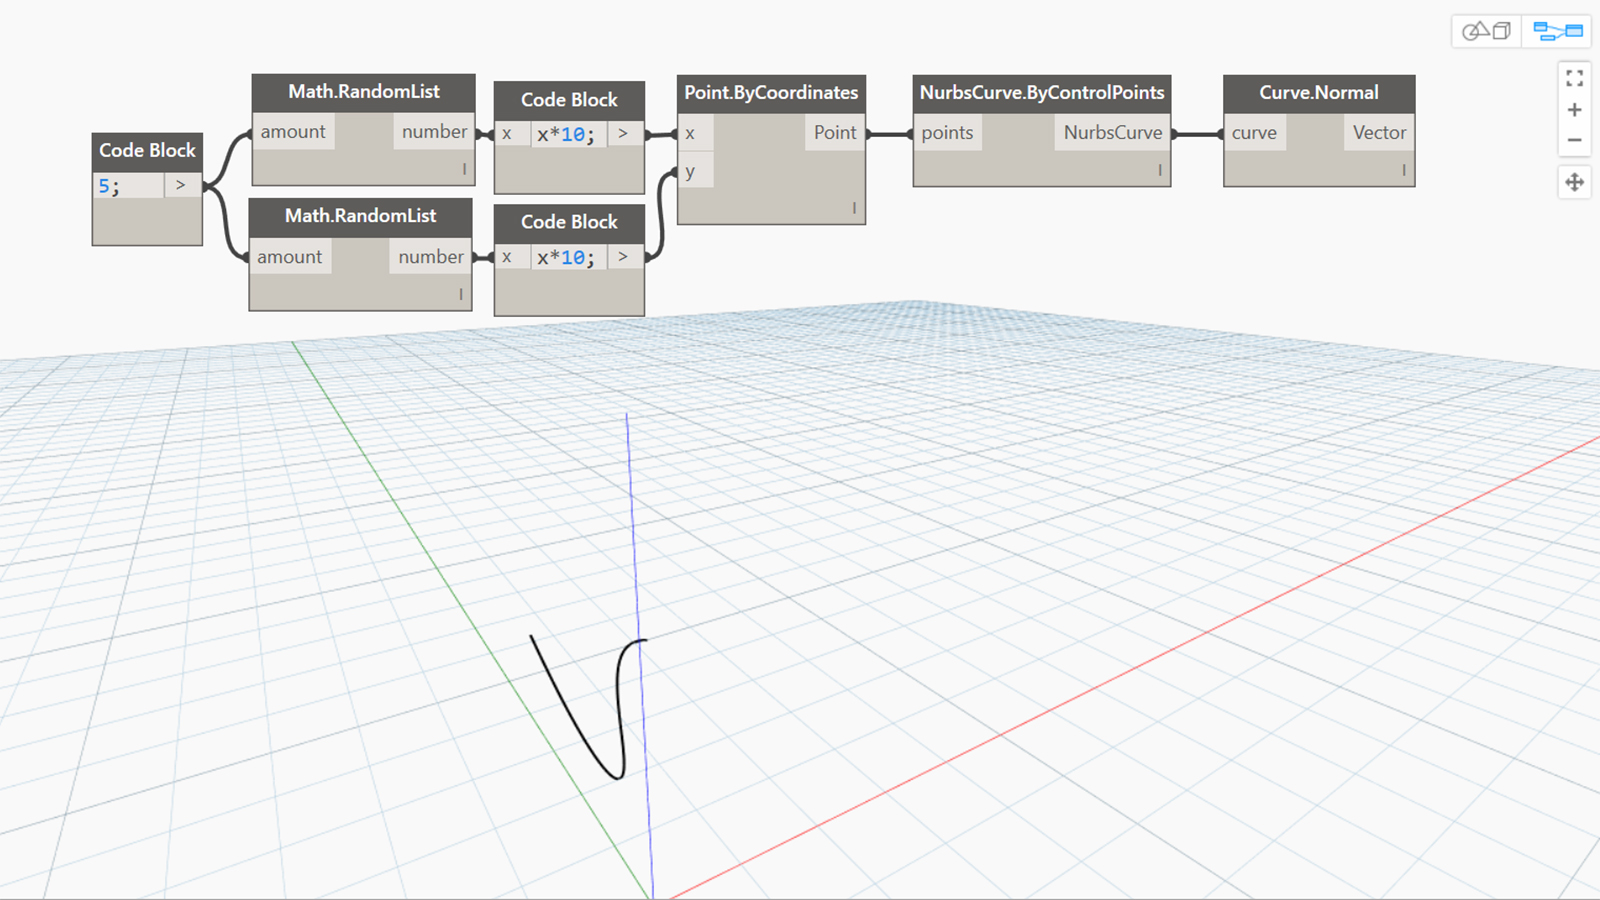 Code Block
5; >
Math.RandomList
amount number
I
Math.RandomList
amount number
I
Code Block
x x*10; >
Code Block
x x*10; >
Point.ByCoordinates
x Point
y
I
NurbsCurve.ByControlPoints
points NurbsCurve
I
Curve.Normal
curve Vector
I